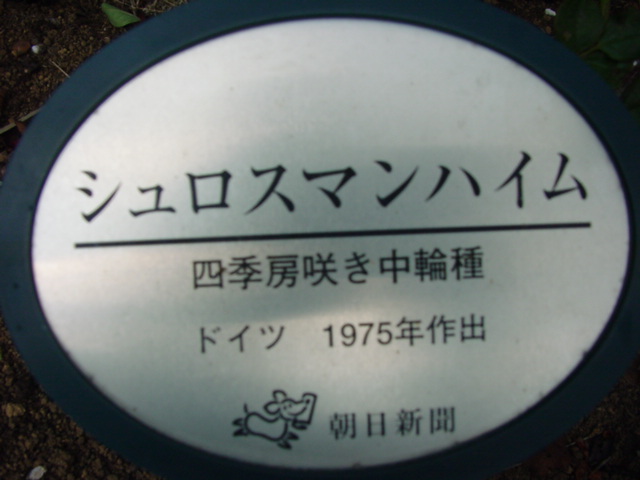 シュロスマンハイム
四季房咲き中輪種
ドイツ　1975年作出
朝日新聞